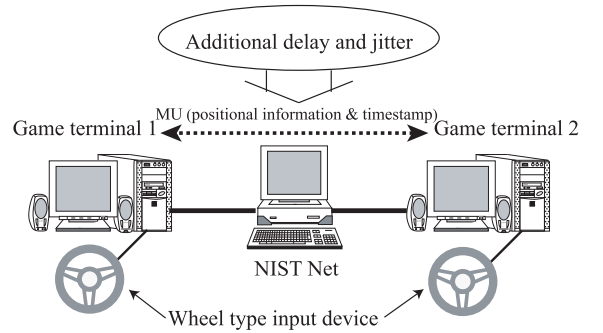 Additional delay and jitter
MU (positional information & timestamp)
Game terminal 1
Game terminal 2
NIST Net
Wheel type input device